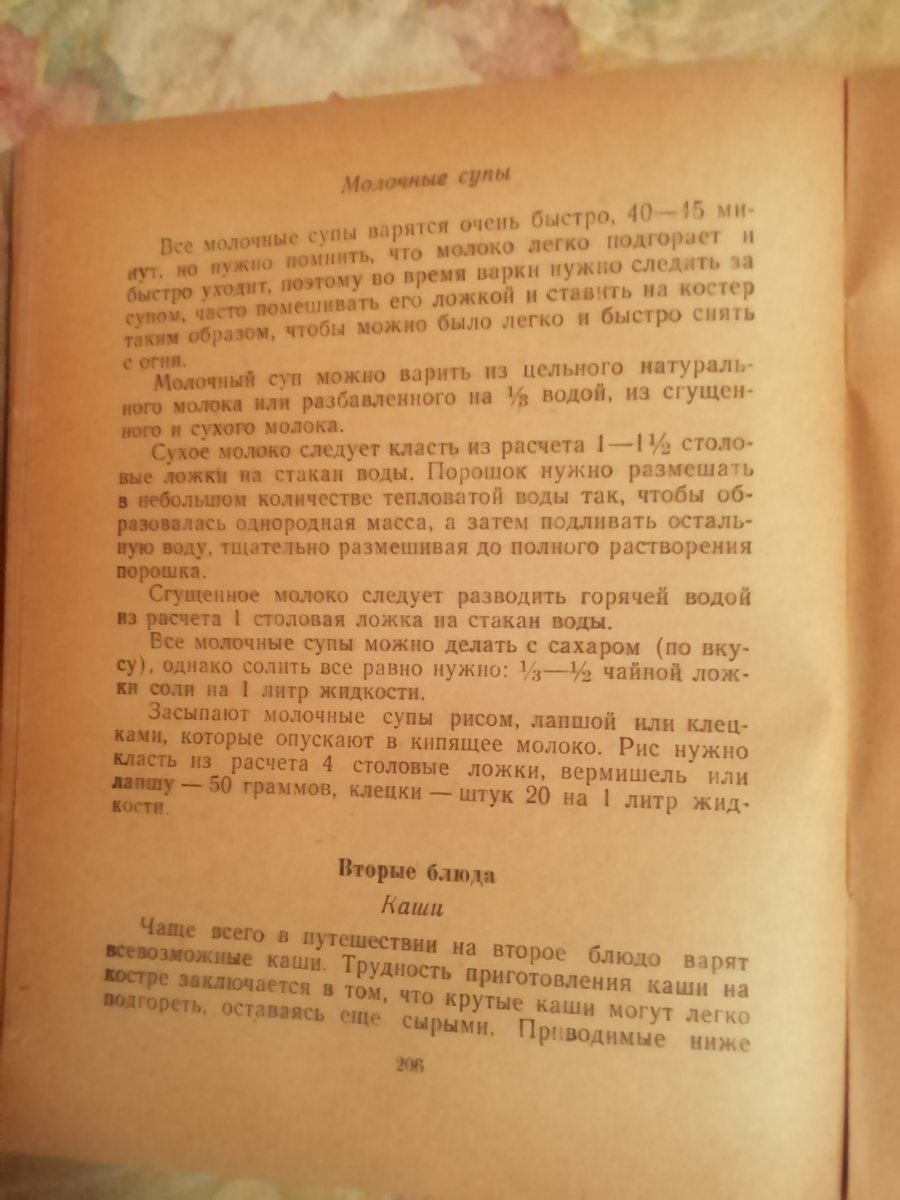 Молочные супы
Все молочные супы варятся очень быстро, 40—15 ми-
нут, но нужно помнить, что молоко легко подгорает и
быстро уходит, поэтому во время варки нужно следить за
супом, часто помешивать его ложкой и ставить на костер
таким образом, чтобы можно было легко и быстро снять
с огня.
Молочный суп можно варить из цельного натураль-
ного молока или разбавленного на ⅓ водой, из сгущен-
ного и сухого молока.
Сухое молоко следует класть из расчета 1—1½ столо-
вые ложки на стакан воды. Порошок нужно размешать
в небольшом количестве тепловатой воды так, чтобы об-
разовалась однородная масса, а затем подливать осталь-
ную воду, тщательно размешивая до полного растворения
порошка.
Сгущенное молоко следует разводить горячей водой
из расчета 1 столовая ложка на стакан воды.
Все молочные супы можно делать с сахаром (по вку-
су), однако солить все равно нужно: ⅓—½ чайной лож-
ки соли на 1 литр жидкости.
Засыпают молочные супы рисом, лапшой или клец-
ками, которые опускают в кипящее молоко. Рис нужно
класть из расчета 4 столовые ложки, вермишель или
лапшу — 50 граммов, клецки — штук 20 на 1 литр жид-
кости.
Вторые блюда
Каши
Чаще всего в путешествии на второе блюдо варят
всевозможные каши. Трудность приготовления каши на
костре заключается в том, что крутые каши могут легко
подгореть, оставаясь еще сырыми. Приводимые ниже
206